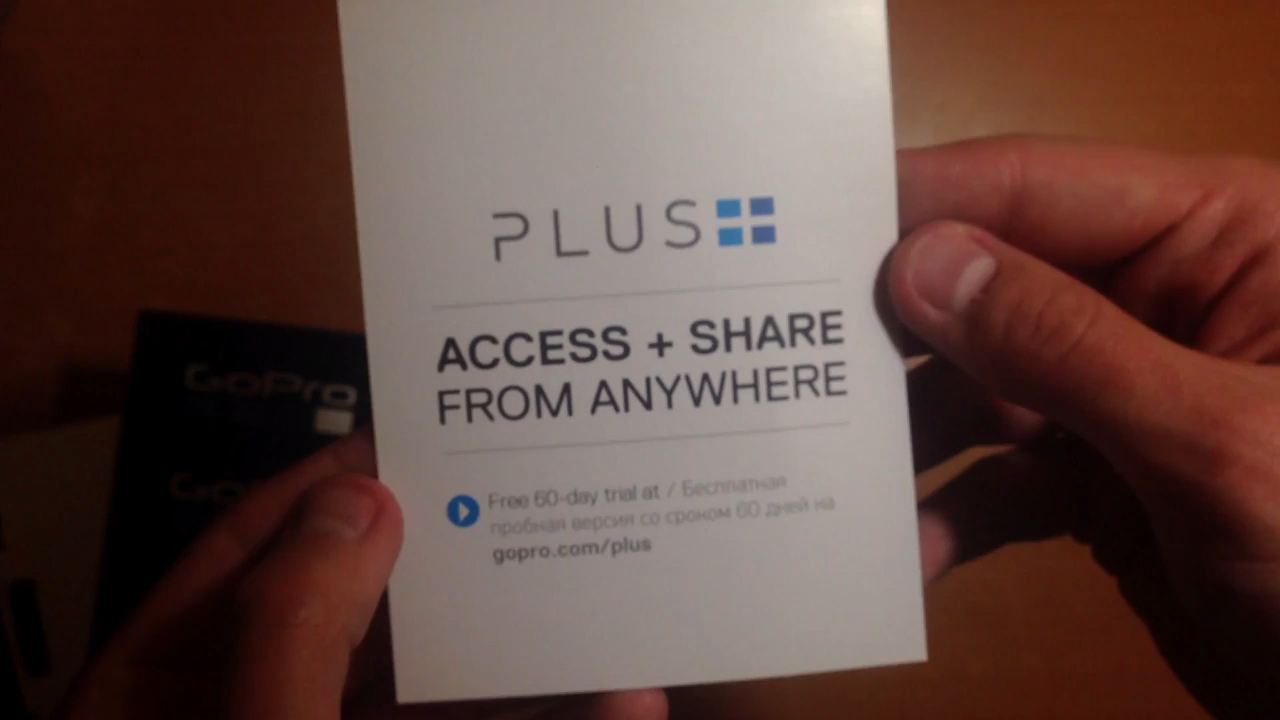 PLUS
ACCESS + SHARE
FROM ANYWHERE
Free 60-day trial at / Бесплатная
пробная версия со сроком 60 дней на
gopro.com/plus
GoPro